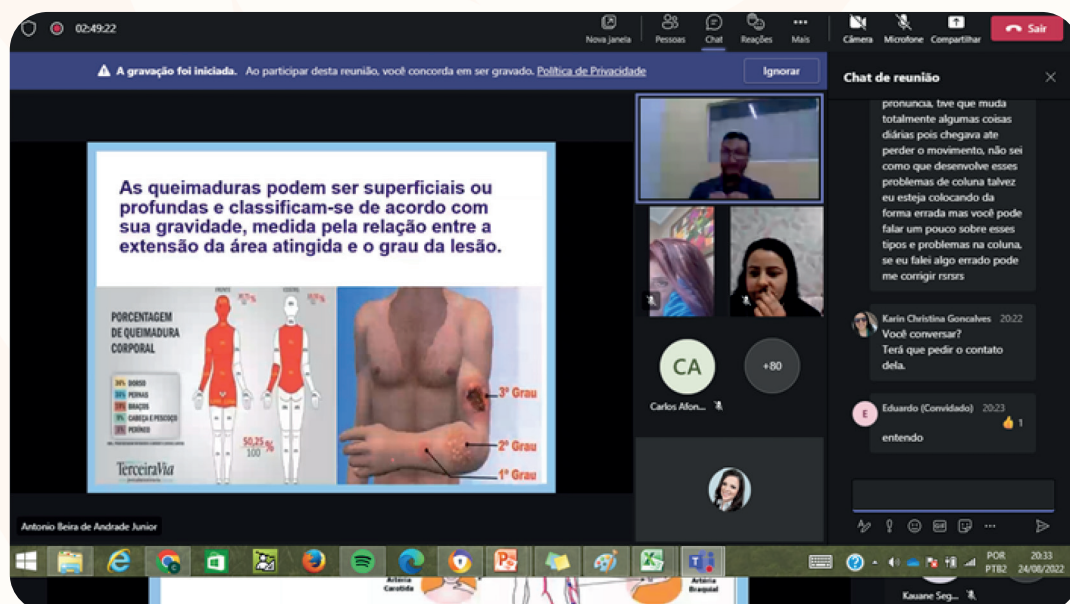 02:49:22
Nova janela
Pessoas
Chat
Reações
Mais
Câmera
Microfone
Compartilhar
Sair
A gravação foi iniciada. Ao participar desta reunião, você concorda em ser gravado. Política de Privacidade
Ignorar
As queimaduras podem ser superficiais ou
profundas e classificam-se de acordo com
sua gravidade, medida pela relação entre a
extensão da área atingida e o grau da lesão.
PORCENTAGEM
DE QUEIMADURA
CORPORAL
DORSO
PERNAS
BRAÇOS
CABEÇA E PESCOÇO
PERÍNEO
50,25 %
100
TerceiraVia
3º Grau
2º Grau
1º Grau
Antonio Beira de Andrade Junior
CA
Carlos Afon...
+80
Chat de reunião
pronuncia, tive que muda
totalmente algumas coisas
diárias pois chegava ate
perder o movimento, não sei
como que desenvolve esses
problemas de coluna talvez
eu esteja colocando da
forma errada mas você pode
falar um pouco sobre esses
tipos e problemas na coluna,
se eu falei algo errado pode
me corrigir rsrsrs
Karin Christina Goncalves 20:22
Você conversar?
Terá que pedir o contato
dela.
E
Eduardo (Convidado) 20:23
1
entendo
GIF
POR
PTB2
20:33
24/08/2022
Artéria
Carotida
Artéria
Braquial
Kauane Seg...